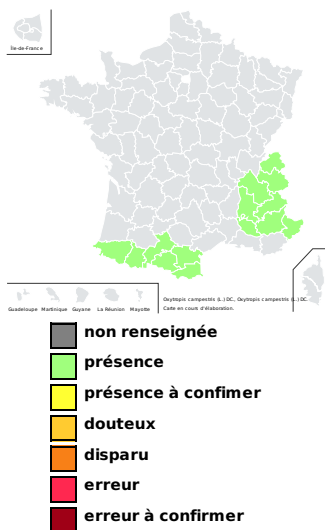 Île-de-France
Guadeloupe Martinique Guyane La Réunion Mayotte
Oxytropis campestris (L.) DC., Oxytropis campestris (L.) DC.
Carte en cours d'élaboration.
non renseignée
présence
présence à confimer
douteux
disparu
erreur
erreur à confirmer